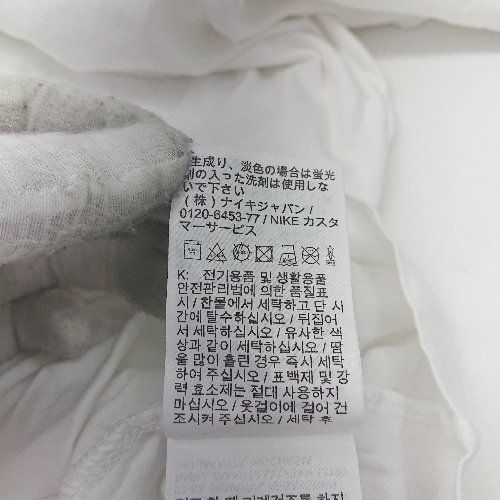 生成り、淡色の場合は蛍光
剤の入った洗剤は使用しな
いで下さい
（株）ナイキジャパン /
0120-6453-77 / NIKE カスタ
マーサービス
K: 전기용품 및 생활용품
안전관리법에 의한 품질표
시 / 찬물에서 세탁하고 단 시
간에 탈수하십시오 / 뒤집어
서 세탁하십시오 / 유사한 색
상과 같이 세탁하십시오 / 땀
을 많이 흘린 경우 즉시 세탁
하여 주십시오 / 표백제 및 강
력 효소제는 절대 사용하지
마십시오 / 옷걸이에 걸어 건
조시켜 주십시오 / 세탁 후